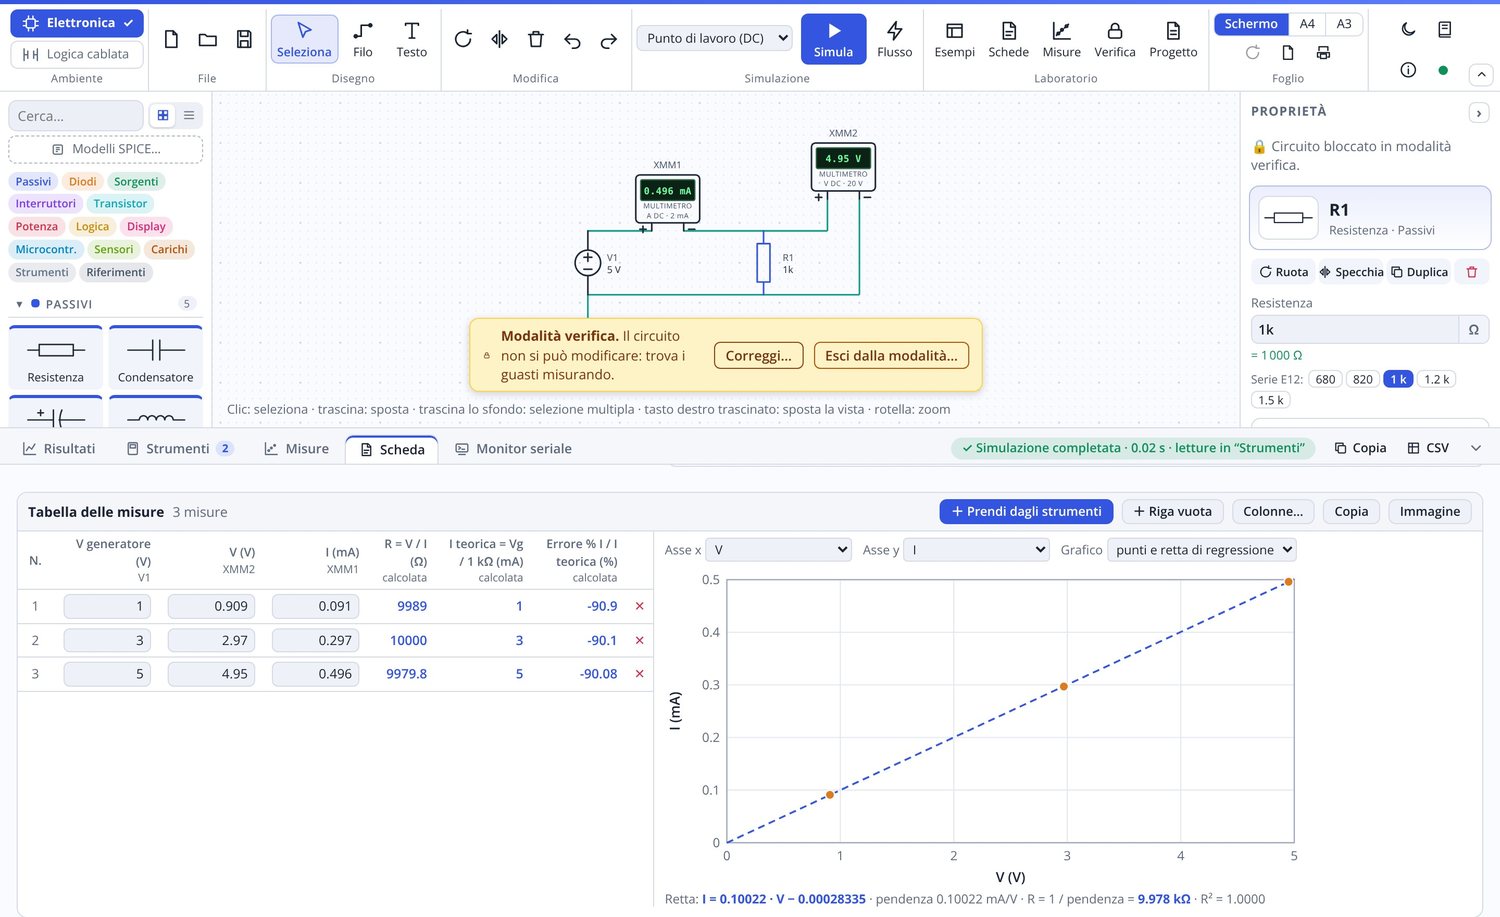 Elettronica
Logica cablata
Ambiente
File
Seleziona
Filo
Testo
Disegno
Modifica
Punto di lavoro (DC)
Simula
Flusso
Simulazione
Esempi
Schede
Misure
Verifica
Progetto
Laboratorio
Schermo
A4
A3
Foglio
Cerca...
Modelli SPICE...
Passivi
Diodi
Sorgenti
Interruttori
Transistor
Potenza
Logica
Display
Microcontr.
Sensori
Carichi
Strumenti
Riferimenti
PASSIVI
5
Resistenza
Condensatore
XMM1
0.496 mA
MULTIMETRO
A DC · 2 mA
XMM2
4.95 V
MULTIMETRO
V DC · 20 V
V1
5 V
R1
1k
Modalità verifica. Il circuito
non si può modificare: trova i
guasti misurando.
Correggi...
Esci dalla modalità...
Clic: seleziona · trascina: sposta · trascina lo sfondo: selezione multipla · tasto destro trascinato: sposta la vista · rotella: zoom
PROPRIETÀ
Circuito bloccato in modalità
verifica.
R1
Resistenza · Passivi
Ruota
Specchia
Duplica
Resistenza
1k
Ω
= 1 000 Ω
Serie E12:
680
820
1 k
1.2 k
1.5 k
Risultati
Strumenti
2
Misure
Scheda
Monitor seriale
✓ Simulazione completata · 0.02 s · letture in “Strumenti”
Copia
CSV
Tabella delle misure
3 misure
+ Prendi dagli strumenti
+ Riga vuota
Colonne...
Copia
Immagine
N.
V generatore
(V)
V1
V (V)
XMM2
I (mA)
XMM1
R = V / I
(Ω)
calcolata
I teorica = Vg
/ 1 kΩ (mA)
calcolata
Errore % I / I
teorica (%)
calcolata
1 1 0.909 0.091 9989 1 -90.9 ×
2 3 2.97 0.297 10000 3 -90.1 ×
3 5 4.95 0.496 9979.8 5 -90.08 ×
Asse x
V
Asse y
I
Grafico
punti e retta di regressione
0.5
0.4
0.3
0.2
0.1
0
I (mA)
0 1 2 3 4 5
V (V)
Retta: I = 0.10022 · V − 0.00028335 · pendenza 0.10022 mA/V · R = 1 / pendenza = 9.978 kΩ · R² = 1.0000